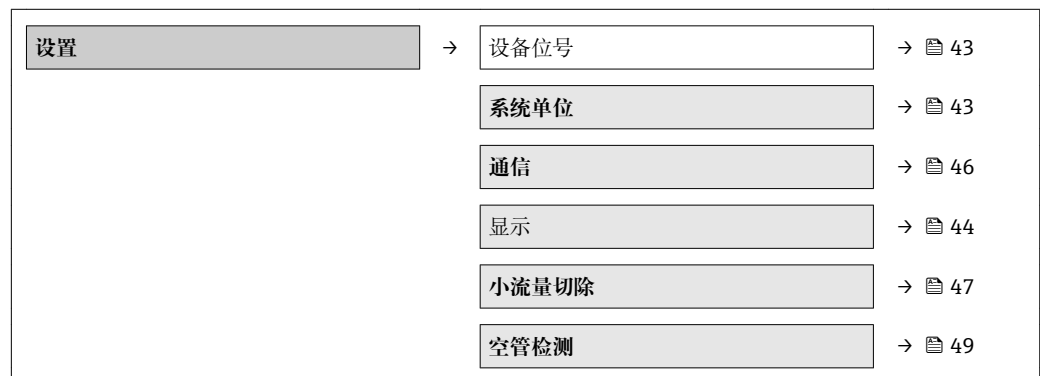 设置 → 设备位号 → 43
系统单位 → 43
通信 → 46
显示 → 44
小流量切除 → 47
空管检测 → 49